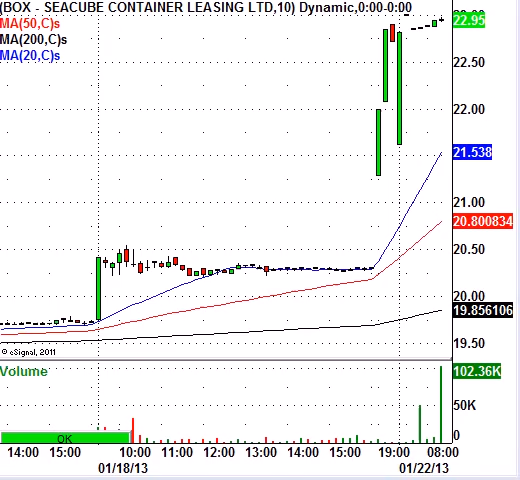 (BOX - SEACUBE CONTAINER LEASING LTD,10) Dynamic,0:00-0:00
MA(50,C)s
MA(200,C)s
MA(20,C)s
22.95
22.50
22.00
21.538
21.00
20.800834
20.50
20.00
19.856106
19.50
© eSignal, 2011
Volume
102.36K
50K
0
OK
14:00 15:00 10:00 11:00 12:00 13:00 14:00 15:00 19:00 08:00
01/18/13 01/22/13